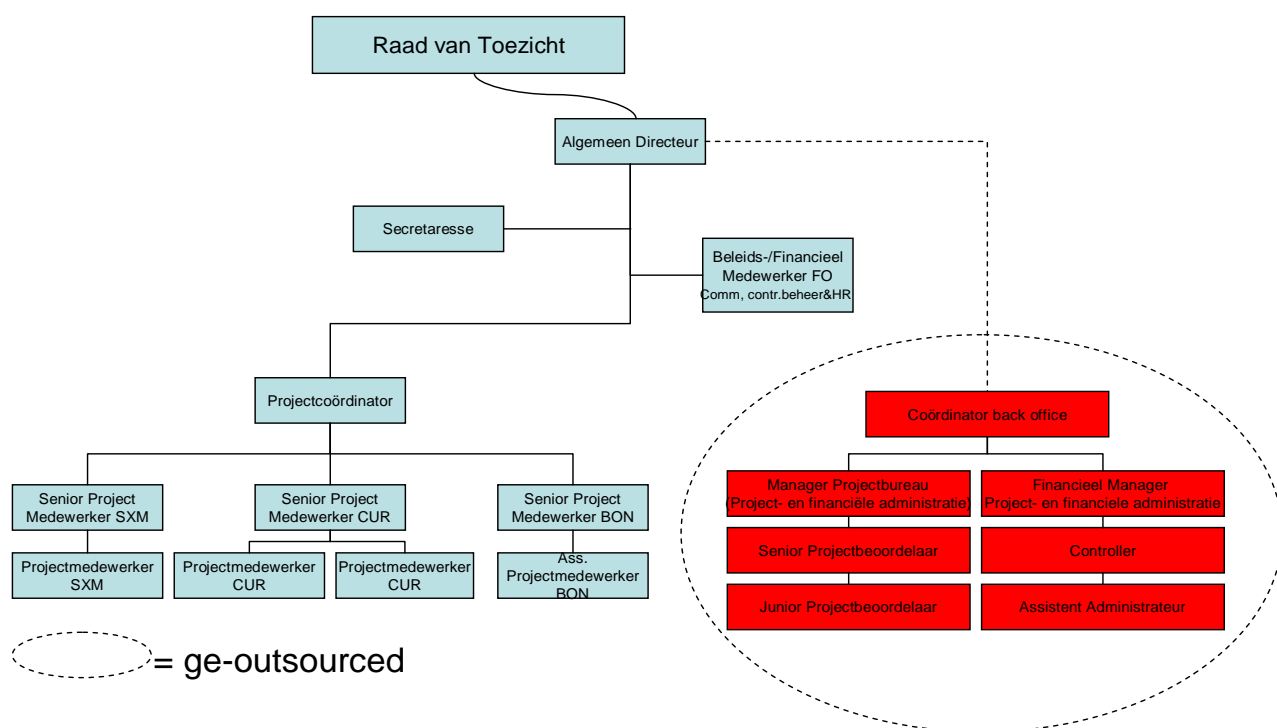 Raad van Toezicht
Algemeen Directeur
Secretaresse
Beleids-/Financieel
Medewerker FO
Comm, contr.beheer&HR
Projectcoördinator
Coördinator back office
Senior Project
Medewerker SXM
Senior Project
Medewerker CUR
Senior Project
Medewerker BON
Manager Projectbureau
(Project- en financiële administratie)
Financieel Manager
Project- en financiele administratie
Projectmedewerker
SXM
Projectmedewerker
CUR
Projectmedewerker
CUR
Ass.
Projectmedewerker
BON
Senior Projectbeoordelaar
Controller
Junior Projectbeoordelaar
Assistent Administrateur
= ge-outsourced